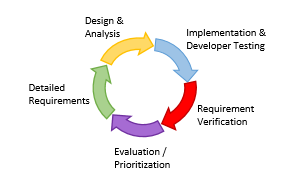 Design &
Analysis
Implementation &
Developer Testing
Detailed
Requirements
Requirement
Verification
Evaluation /
Prioritization